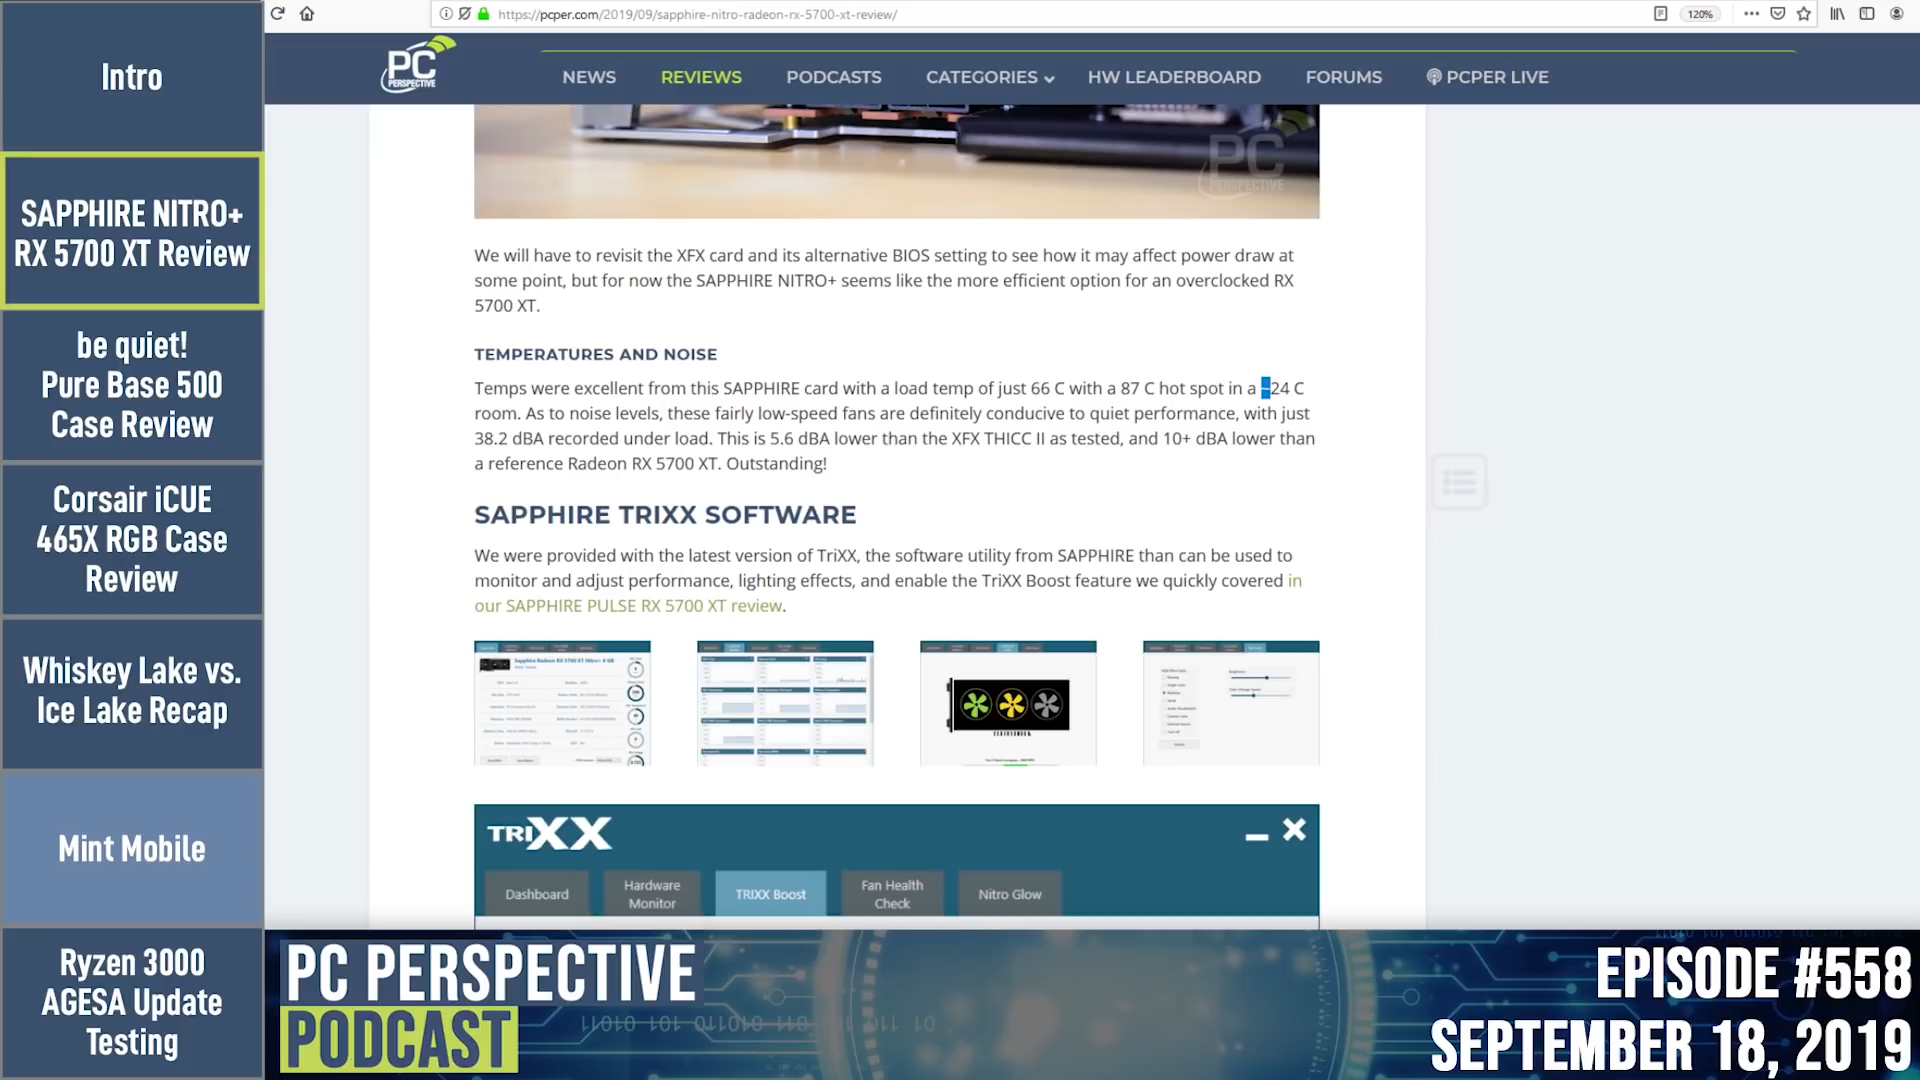 Intro
SAPPHIRE NITRO+
RX 5700 XT Review
be quiet!
Pure Base 500
Case Review
Corsair iCUE
465X RGB Case
Review
Whiskey Lake vs.
Ice Lake Recap
Mint Mobile
Ryzen 3000
AGESA Update
Testing
https://pcper.com/2019/09/sapphire-nitro-radeon-rx-5700-xt-review/
120%
PC
PERSPECTIVE
NEWS
REVIEWS
PODCASTS
CATEGORIES
HW LEADERBOARD
FORUMS
PCPER LIVE
PC
PERSPECTIVE
We will have to revisit the XFX card and its alternative BIOS setting to see how it may affect power draw at
some point, but for now the SAPPHIRE NITRO+ seems like the more efficient option for an overclocked RX
5700 XT.
TEMPERATURES AND NOISE
Temps were excellent from this SAPPHIRE card with a load temp of just 66 C with a 87 C hot spot in a ~24 C
room. As to noise levels, these fairly low-speed fans are definitely conducive to quiet performance, with just
38.2 dBA recorded under load. This is 5.6 dBA lower than the XFX THICC II as tested, and 10+ dBA lower than
a reference Radeon RX 5700 XT. Outstanding!
SAPPHIRE TRIXX SOFTWARE
We were provided with the latest version of TriXX, the software utility from SAPPHIRE than can be used to
monitor and adjust performance, lighting effects, and enable the TriXX Boost feature we quickly covered in
our SAPPHIRE PULSE RX 5700 XT review.
Sapphire Radeon RX 5700 XT Nitro+ 8 GB
TRIXX
Dashboard
Hardware
Monitor
TRIXX Boost
Fan Health
Check
Nitro Glow
PC PERSPECTIVE
PODCAST
EPISODE #558
SEPTEMBER 18, 2019